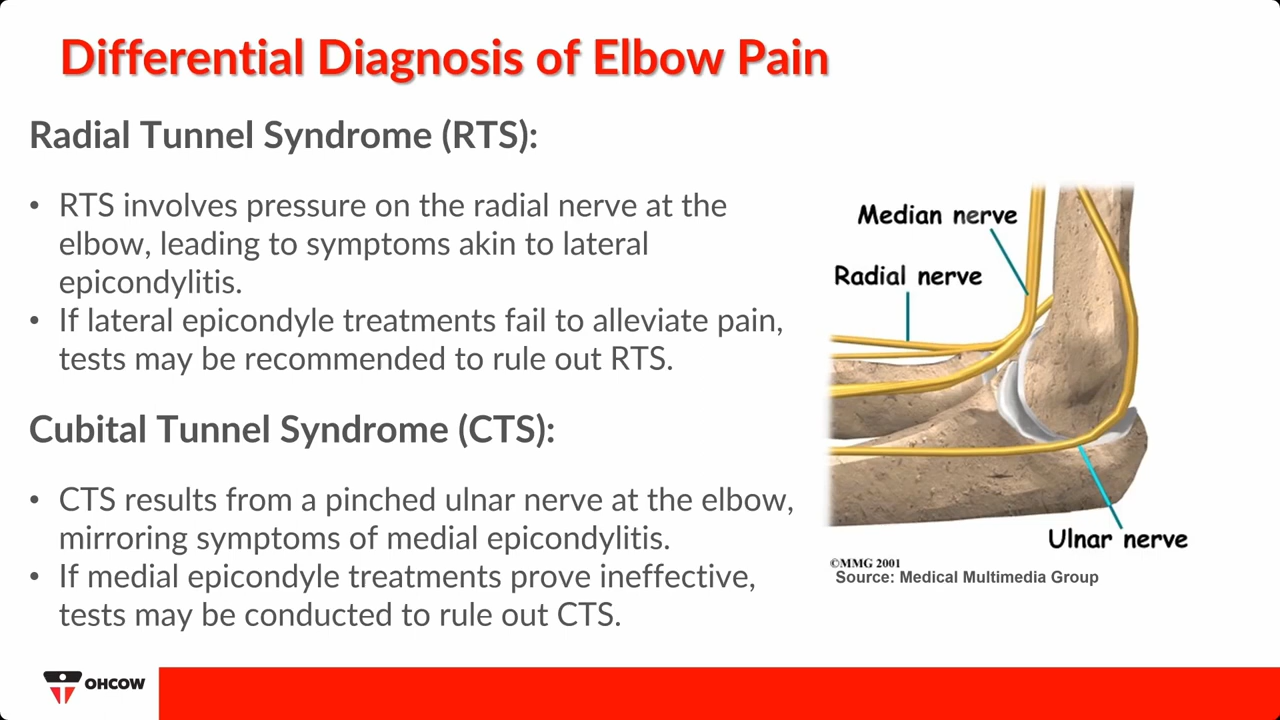 Differential Diagnosis of Elbow Pain
Radial Tunnel Syndrome (RTS):
• RTS involves pressure on the radial nerve at the
elbow, leading to symptoms akin to lateral
epicondylitis.
• If lateral epicondyle treatments fail to alleviate pain,
tests may be recommended to rule out RTS.
Cubital Tunnel Syndrome (CTS):
• CTS results from a pinched ulnar nerve at the elbow,
mirroring symptoms of medial epicondylitis.
• If medial epicondyle treatments prove ineffective,
tests may be conducted to rule out CTS.
Median nerve
Radial nerve
Ulnar nerve
©MMG 2001
Source: Medical Multimedia Group
OHCOW